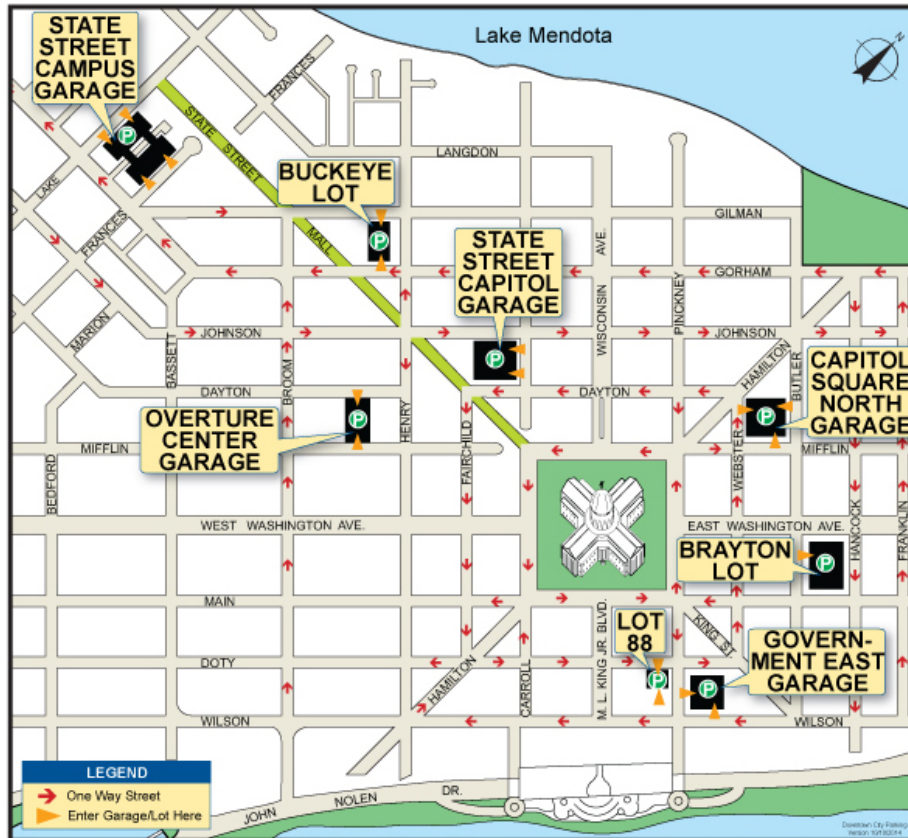 Lake Mendota
N
STATE
STREET
CAMPUS
GARAGE
FRANCES
STATE STREET
LANGDON
BUCKEYE
LOT
LAKE
FRANCES
MALL
GILMAN
STATE
STREET
CAPITOL
GARAGE
WISCONSIN
AVE.
PINCKNEY
GORHAM
MARION
JOHNSON
JOHNSON
BASSETT
BROOM
HAMILTON
BUTLER
CAPITOL
SQUARE
NORTH
GARAGE
DAYTON
DAYTON
HENRY
OVERTURE
CENTER
GARAGE
FAIRCHILD
WEBSTER
MIFFLIN
MIFFLIN
BEDFORD
WEST WASHINGTON AVE.
EAST WASHINGTON AVE.
HANCOCK
FRANKLIN
BRAYTON
LOT
MAIN
M. L. KING JR. BLVD.
KING ST.
LOT
88
GOVERN-
MENT EAST
GARAGE
DOTY
HAMILTON
CARROLL
WILSON
WILSON
JOHN NOLEN DR.
P
P
P
P
P
P
P
P
LEGEND
One Way Street
Enter Garage/Lot Here